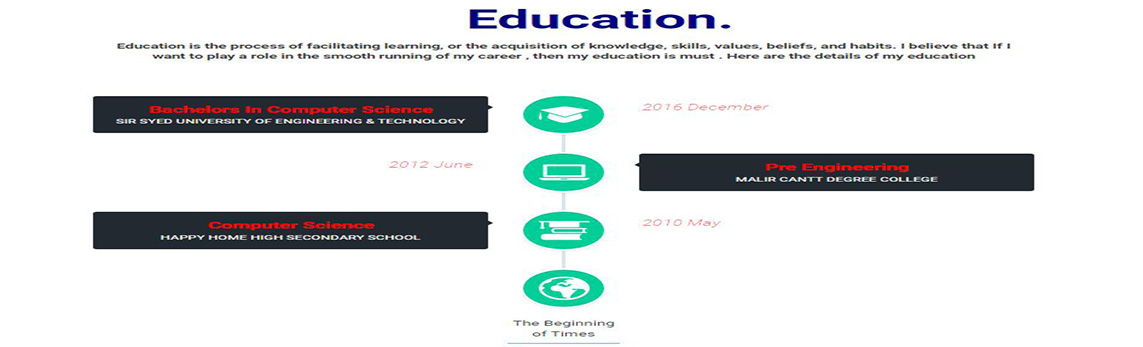 Education.
Education is the process of facilitating learning, or the acquisition of knowledge, skills, values, beliefs, and habits. I believe that If I
want to play a role in the smooth running of my career , then my education is must . Here are the details of my education
Bachelors In Computer Science
SIR SYED UNIVERSITY OF ENGINEERING & TECHNOLOGY
2016 December
2012 June
Pre Engineering
MALIR CANTT DEGREE COLLEGE
Computer Science
HAPPY HOME HIGH SECONDARY SCHOOL
2010 May
The Beginning
of Times